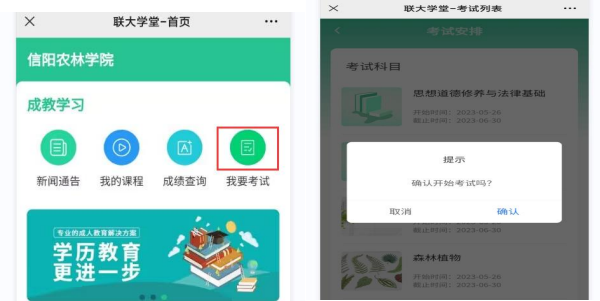 联大学堂-首页
信阳农林学院
成教学习
新闻通告 我的课程 成绩查询 我要考试
专业的成人教育解决方案
学历教育
更进一步
联大学堂-考试列表
考试安排
考试科目
思想道德修养与法律基础
开始时间：2023-05-26
截止时间：2023-06-30
提示
确认开始考试吗?
取消 确认
截止时间：2023-06-30
森林植物
开始时间：2023-05-26
截止时间：2023-06-30